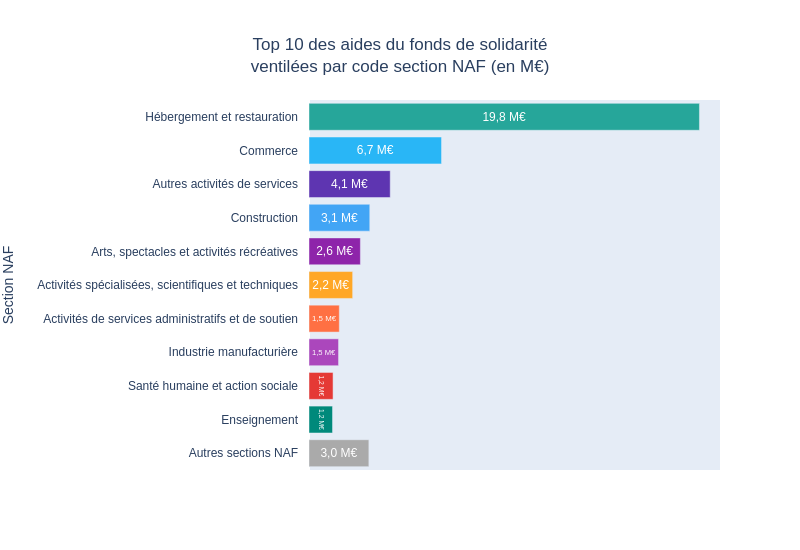 Top 10 des aides du fonds de solidarité
ventilées par code section NAF (en M€)
Section NAF
Hébergement et restauration 19,8 M€
Commerce 6,7 M€
Autres activités de services 4,1 M€
Construction 3,1 M€
Arts, spectacles et activités récréatives 2,6 M€
Activités spécialisées, scientifiques et techniques 2,2 M€
Activités de services administratifs et de soutien 1,5 M€
Industrie manufacturière 1,5 M€
Santé humaine et action sociale 1,2 M€
Enseignement 1,2 M€
Autres sections NAF 3,0 M€